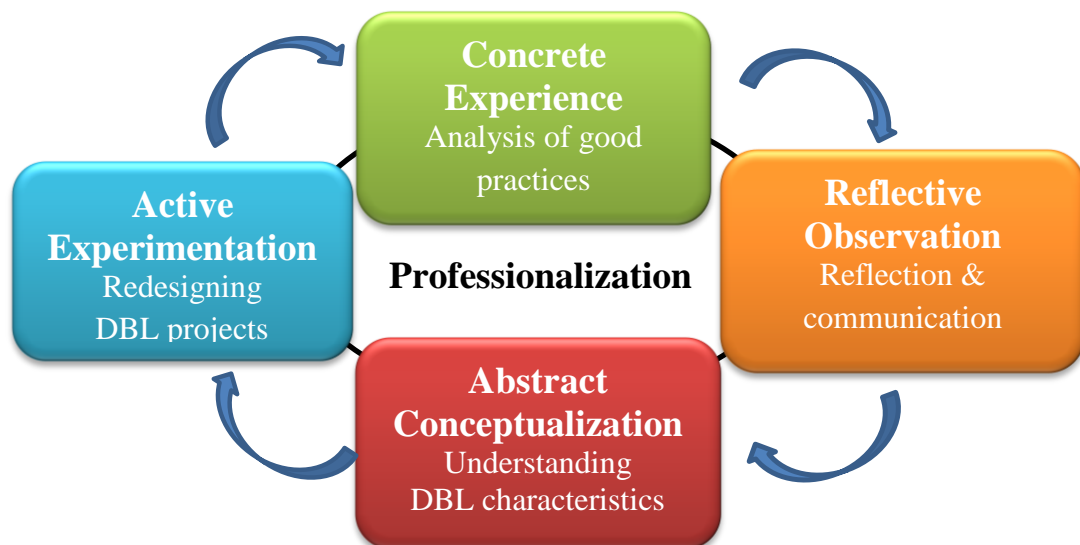 Concrete
Experience
Analysis of good
practices
Reflective
Observation
Reflection &
communication
Abstract
Conceptualization
Understanding
DBL characteristics
Active
Experimentation
Redesigning
DBL projects
Professionalization